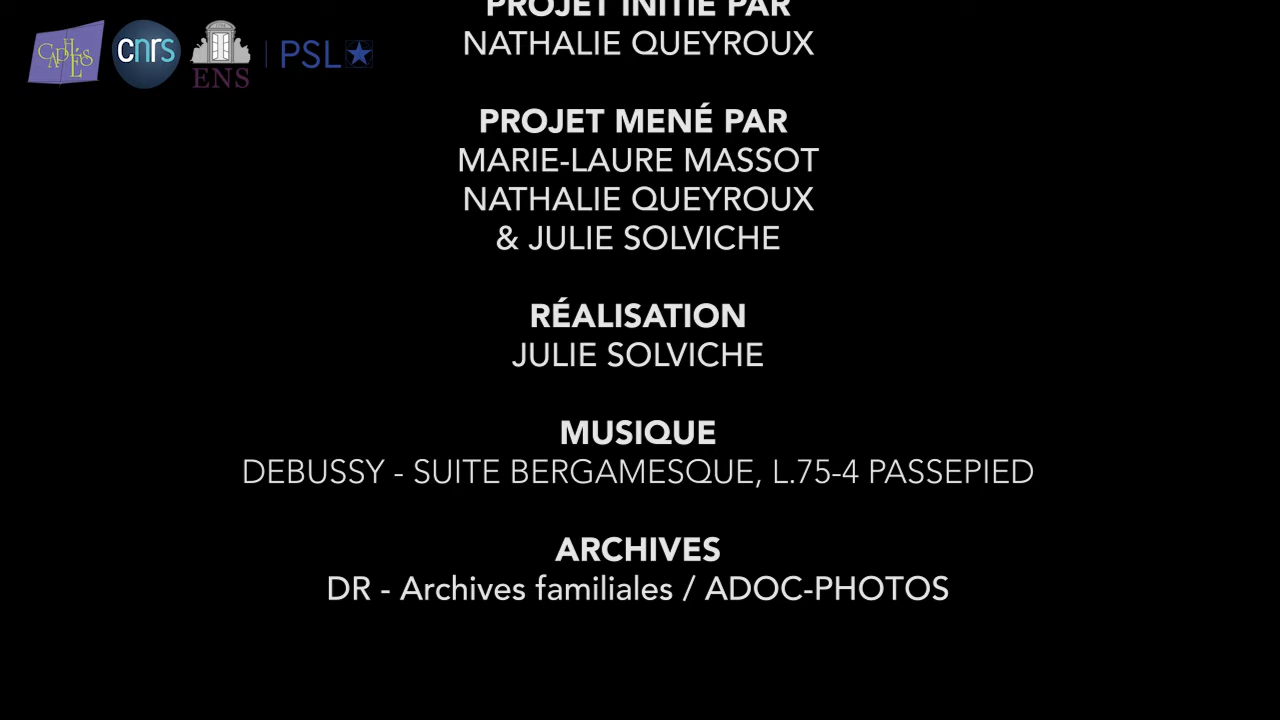 CAPHÉS
cnrs
ENS
PSL
PROJET INITIÉ PAR
NATHALIE QUEYROUX
PROJET MENÉ PAR
MARIE-LAURE MASSOT
NATHALIE QUEYROUX
& JULIE SOLVICHE
RÉALISATION
JULIE SOLVICHE
MUSIQUE
DEBUSSY - SUITE BERGAMESQUE, L.75-4 PASSEPIED
ARCHIVES
DR - Archives familiales / ADOC-PHOTOS